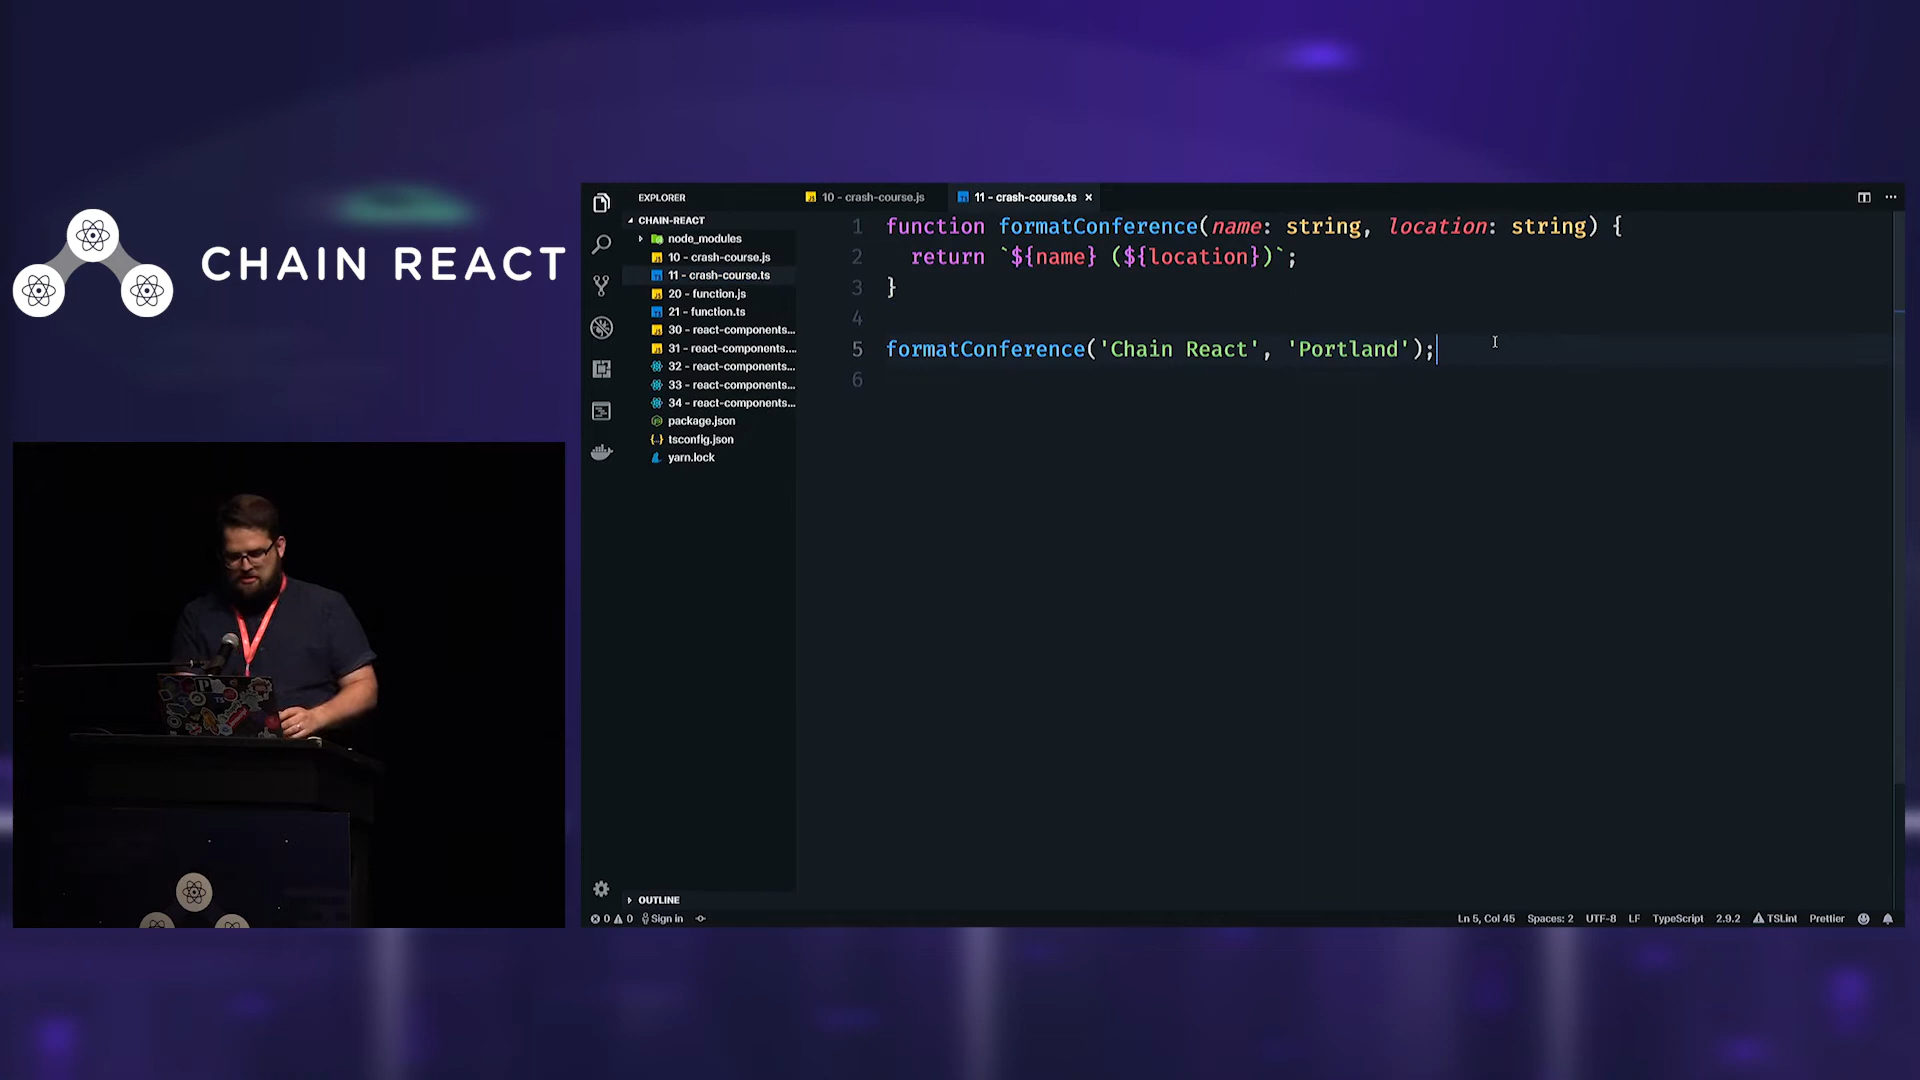 CHAIN REACT
EXPLORER
CHAIN-REACT
node_modules
10 - crash-course.js
11 - crash-course.ts
20 - function.js
21 - function.ts
30 - react-components...
31 - react-components....
32 - react-components...
33 - react-components...
34 - react-components...
package.json
tsconfig.json
yarn.lock
OUTLINE
10 - crash-course.js
11 - crash-course.ts ×
1 function formatConference(name: string, location: string) {
2 return `${name} (${location})`;
3 }
4
5 formatConference('Chain React', 'Portland');
6
0 0 Sign in
Ln 5, Col 45 Spaces: 2 UTF-8 LF TypeScript 2.9.2 TSLint Prettier